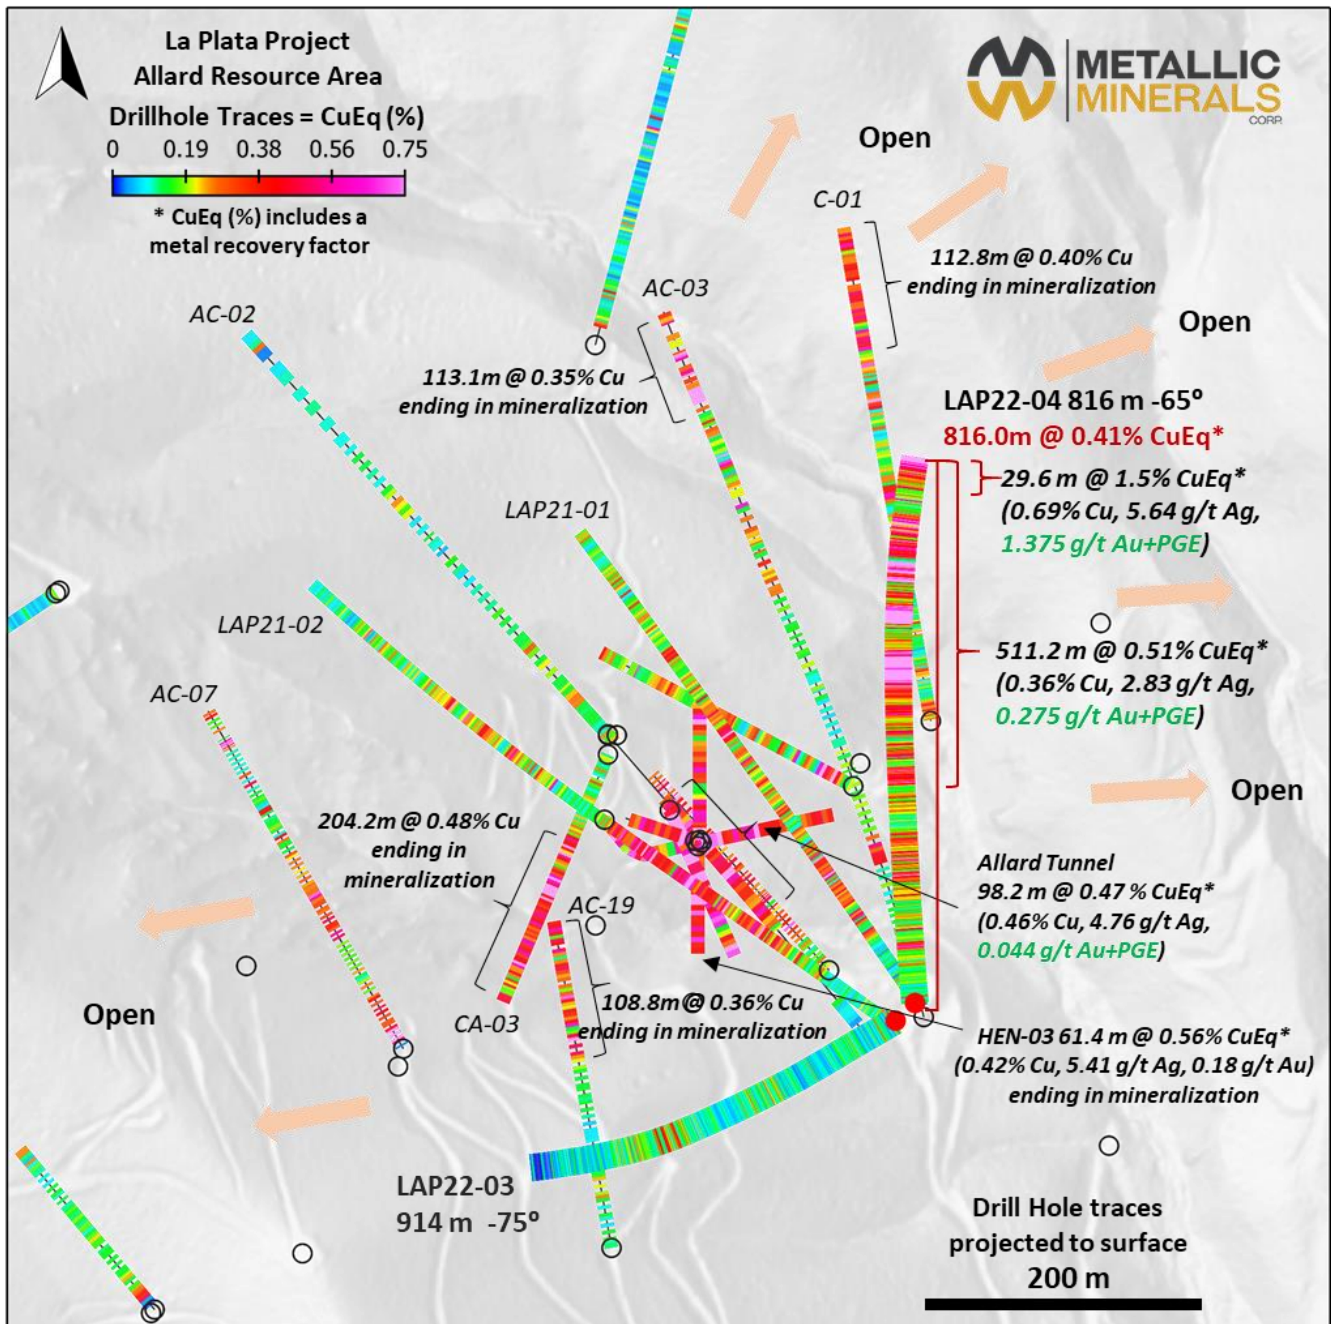 La Plata Project
Allard Resource Area
Drillhole Traces = CuEq (%)
0 0.19 0.38 0.56 0.75
* CuEq (%) includes a
metal recovery factor
METALLIC
MINERALS
CORP.
Open
C-01
112.8m @ 0.40% Cu
ending in mineralization
AC-03
AC-02
113.1m @ 0.35% Cu
ending in mineralization
Open
LAP22-04 816 m -65º
816.0m @ 0.41% CuEq*
29.6 m @ 1.5% CuEq*
(0.69% Cu, 5.64 g/t Ag,
1.375 g/t Au+PGE)
LAP21-01
LAP21-02
511.2 m @ 0.51% CuEq*
(0.36% Cu, 2.83 g/t Ag,
0.275 g/t Au+PGE)
AC-07
Open
204.2m @ 0.48% Cu
ending in
mineralization
Allard Tunnel
98.2 m @ 0.47 % CuEq*
(0.46% Cu, 4.76 g/t Ag,
0.044 g/t Au+PGE)
AC-19
Open
CA-03
108.8m @ 0.36% Cu
ending in mineralization
HEN-03 61.4 m @ 0.56% CuEq*
(0.42% Cu, 5.41 g/t Ag, 0.18 g/t Au)
ending in mineralization
LAP22-03
914 m -75º
Drill Hole traces
projected to surface
200 m